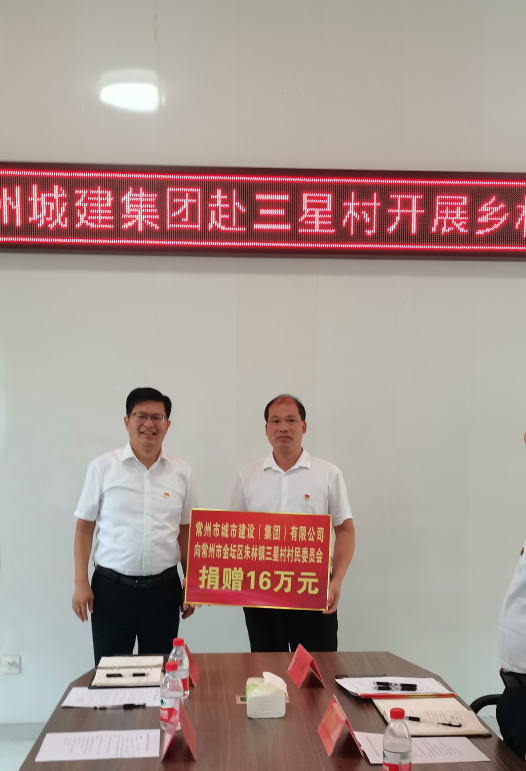 州城建集团赴三星村开展乡村
常州市城市建设（集团）有限公司
向常州市金坛区朱林镇三星村村民委员会
捐赠16万元